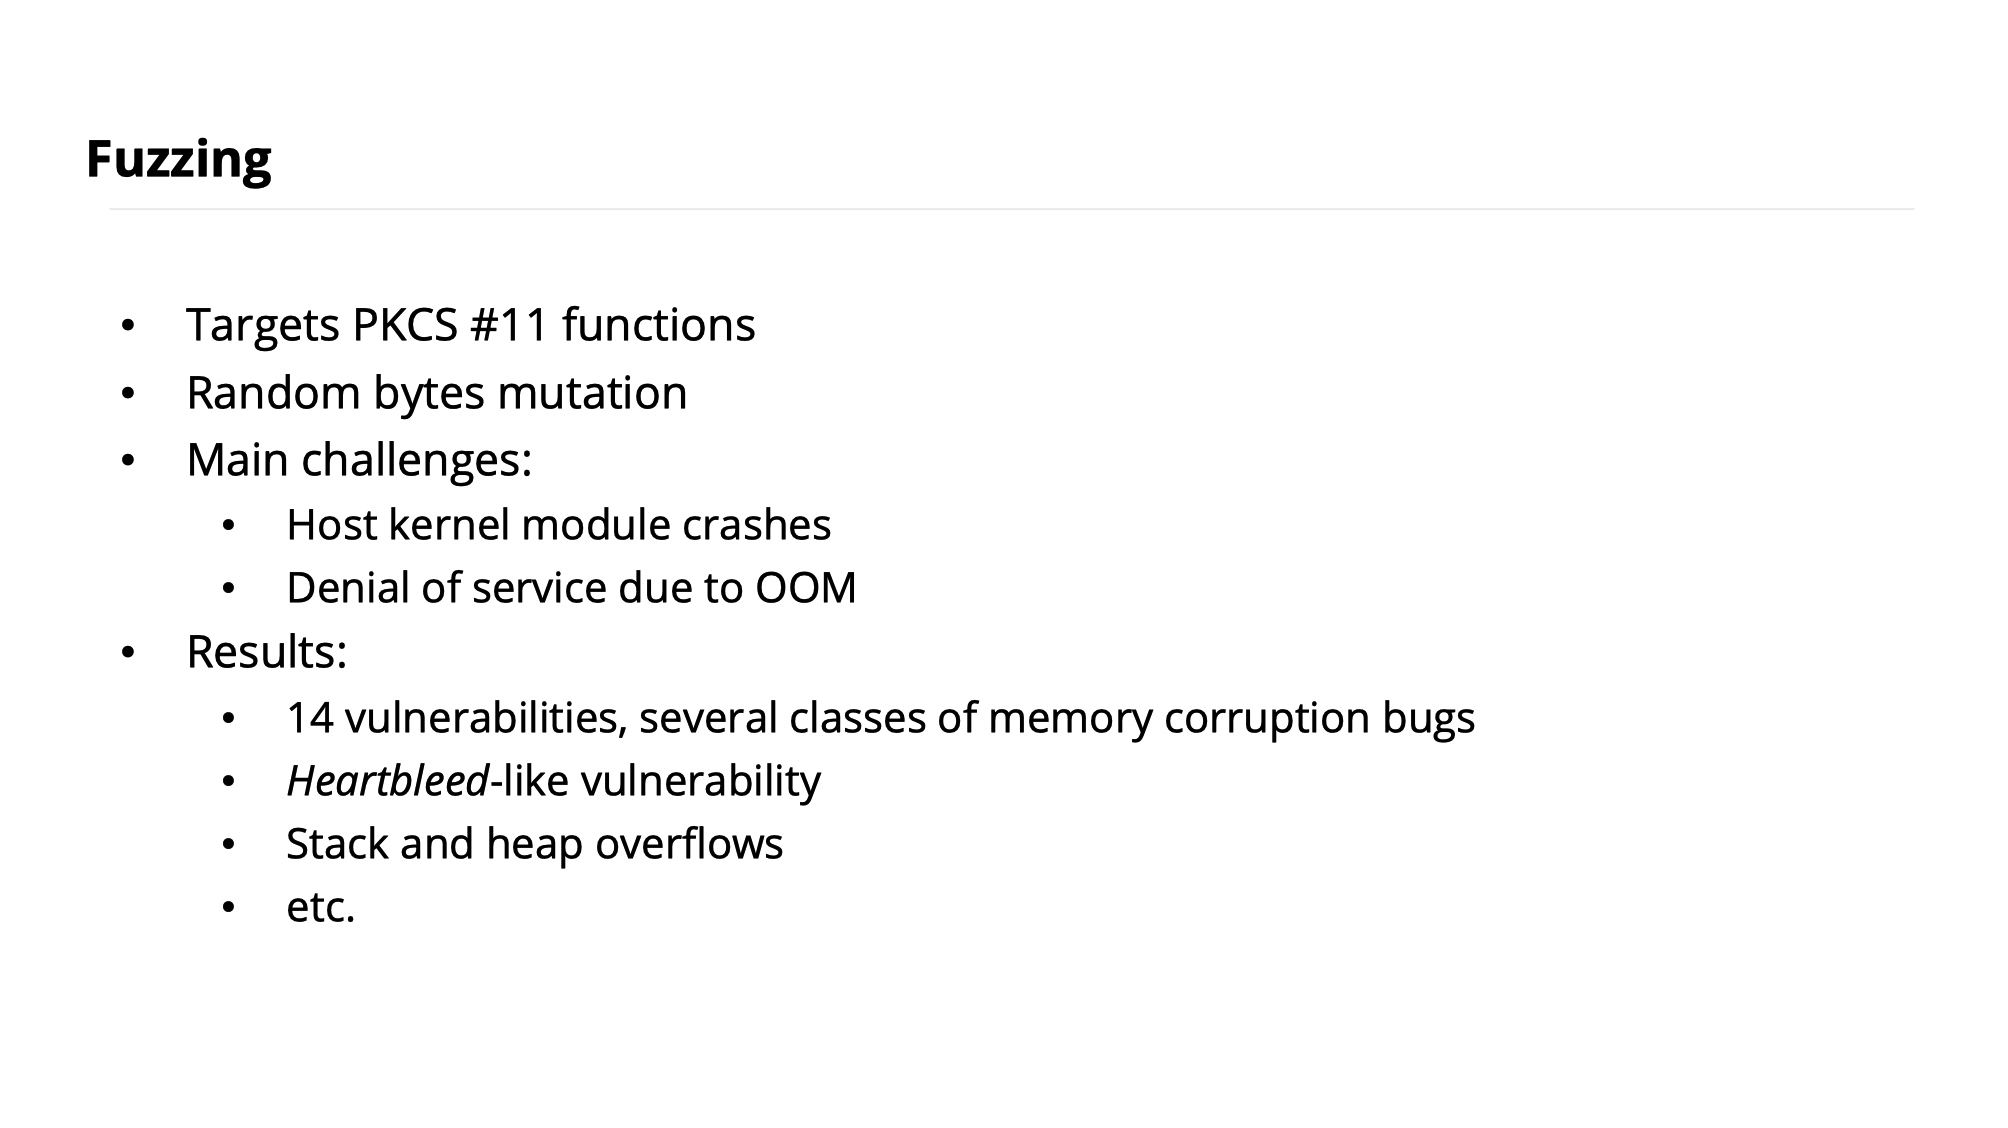 Fuzzing
• Targets PKCS #11 functions
• Random bytes mutation
• Main challenges:
• Host kernel module crashes
• Denial of service due to OOM
• Results:
• 14 vulnerabilities, several classes of memory corruption bugs
• Heartbleed-like vulnerability
• Stack and heap overflows
• etc.